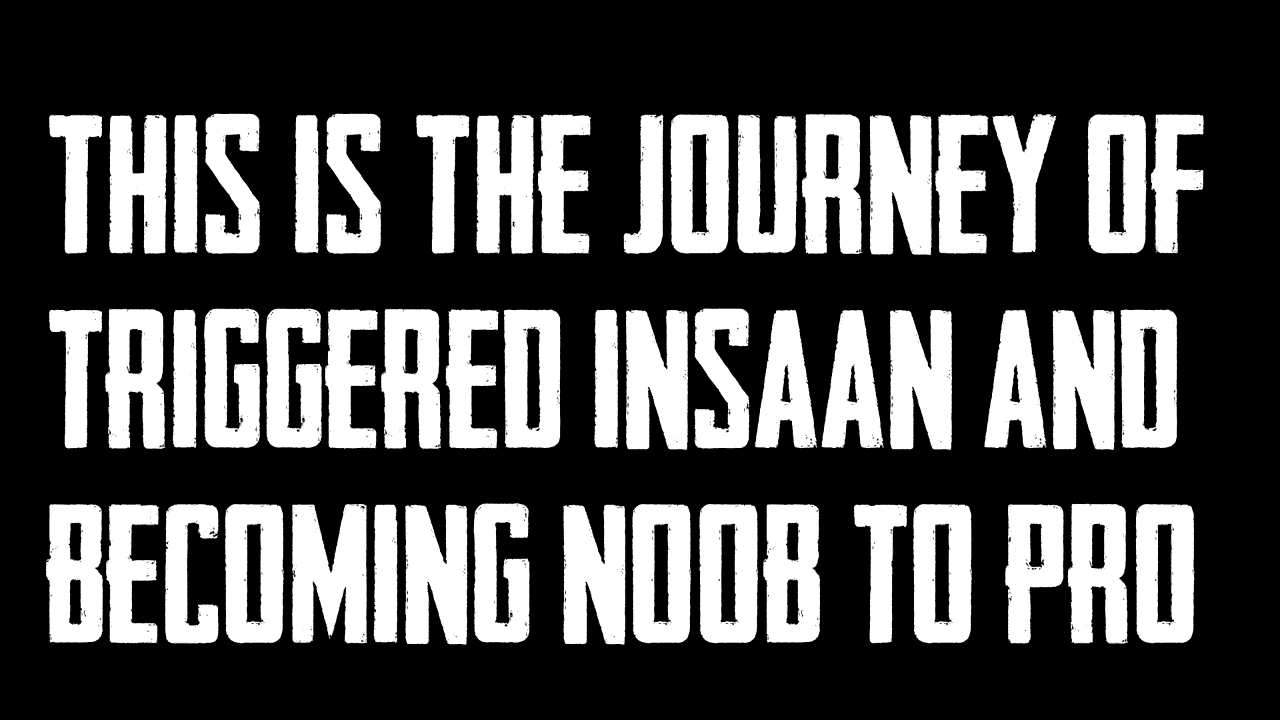 THIS IS THE JOURNEY OF
TRIGGERED INSAAN AND
BECOMING NOOB TO PRO